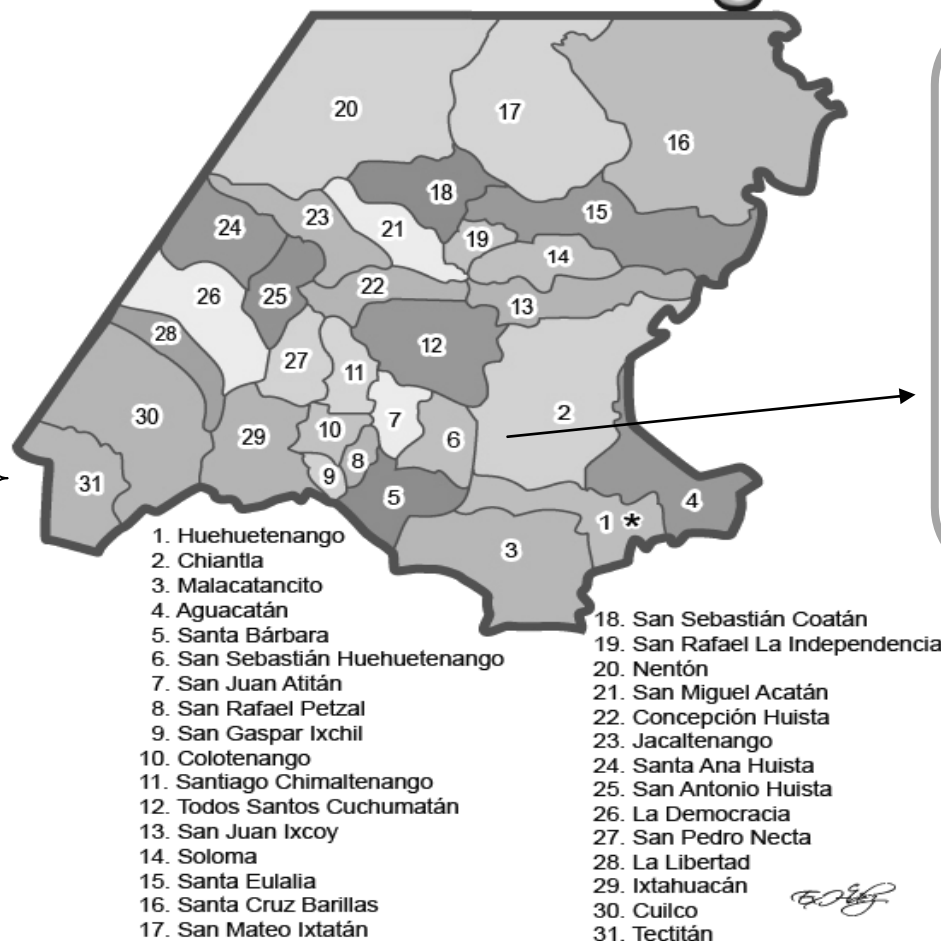 20
17
16
18
15
24
23
21
19
14
26
25
22
13
28
27
11
12
30
29
10
7
6
2
31
9
8
5
4
1 *
3
1. Huehuetenango
2. Chiantla
3. Malacatancito
4. Aguacatán
5. Santa Bárbara
6. San Sebastián Huehuetenango
7. San Juan Atitán
8. San Rafael Petzal
9. San Gaspar Ixchil
10. Colotenango
11. Santiago Chimaltenango
12. Todos Santos Cuchumatán
13. San Juan Ixcoy
14. Soloma
15. Santa Eulalia
16. Santa Cruz Barillas
17. San Mateo Ixtatán
18. San Sebastián Coatán
19. San Rafael La Independencia
20. Nentón
21. San Miguel Acatán
22. Concepción Huista
23. Jacaltenango
24. Santa Ana Huista
25. San Antonio Huista
26. La Democracia
27. San Pedro Necta
28. La Libertad
29. Ixtahuacán
30. Cuilco
31. Tectitán